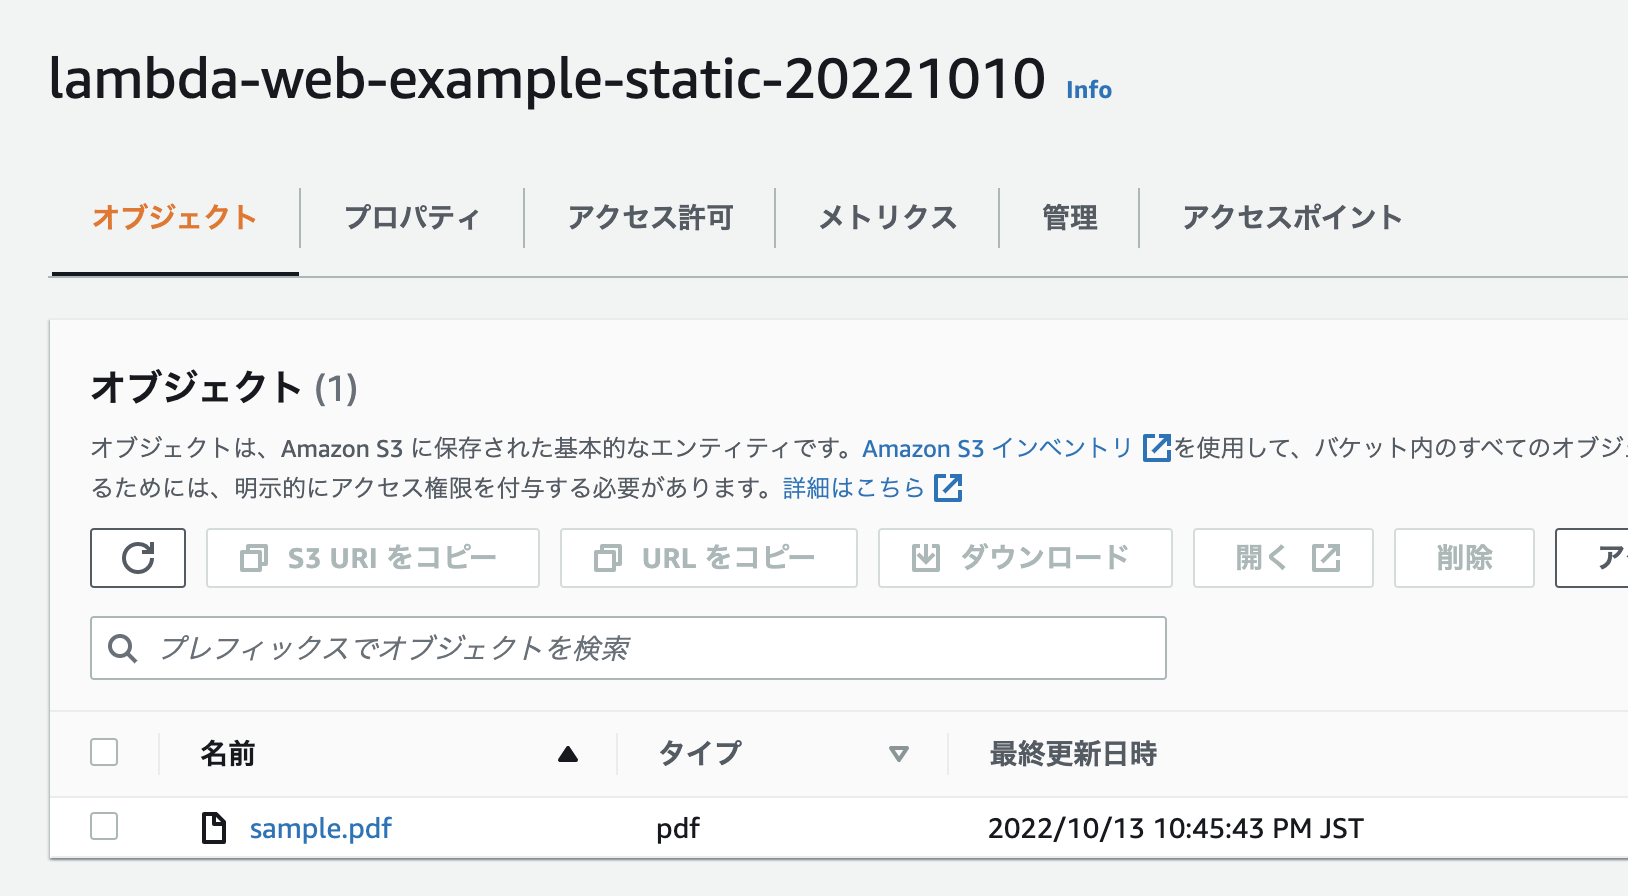 lambda-web-example-static-20221010 Info
オブジェクト プロパティ アクセス許可 メトリクス 管理 アクセスポイント
オブジェクト (1)
オブジェクトは、Amazon S3 に保存された基本的なエンティティです。Amazon S3 インベントリ を使用して、バケット内のすべてのオブジ
るためには、明示的にアクセス権限を付与する必要があります。詳細はこちら
S3 URI をコピー URL をコピー ダウンロード 開く 削除 ア
プレフィックスでオブジェクトを検索
名前 タイプ 最終更新日時
sample.pdf pdf 2022/10/13 10:45:43 PM JST